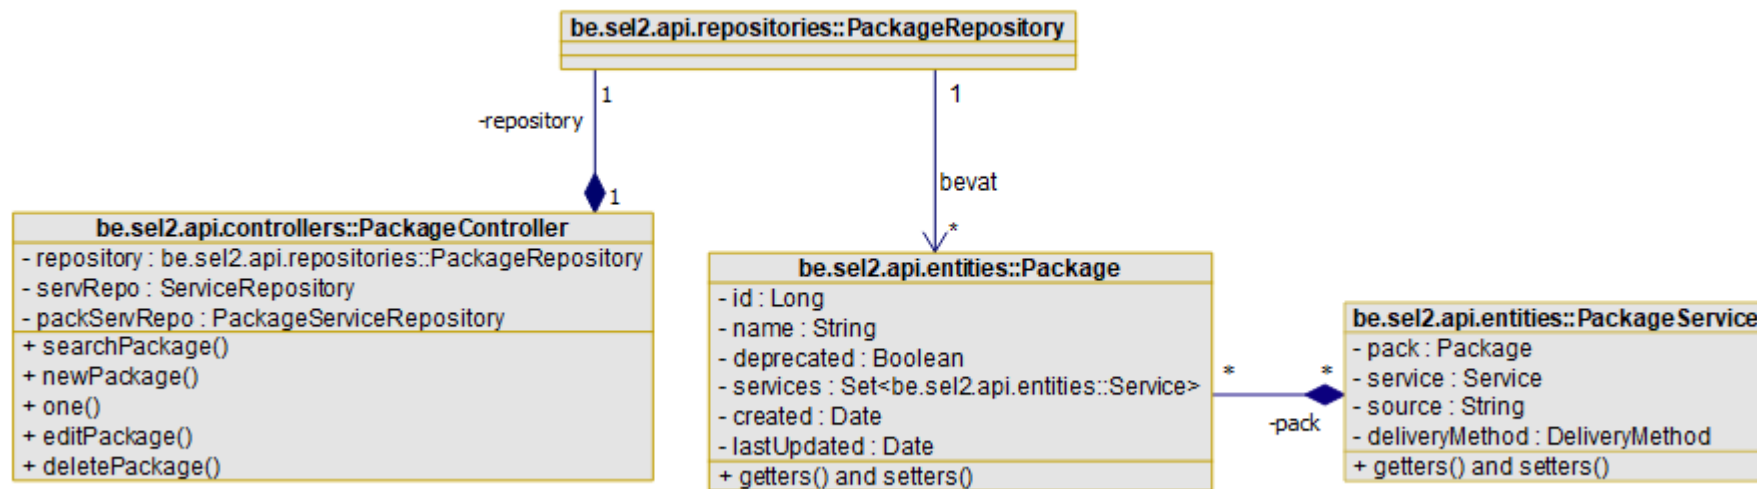 be.sel2.api.repositories::PackageRepository
1
-repository
1
1
bevat
*
be.sel2.api.controllers::PackageController
- repository : be.sel2.api.repositories::PackageRepository
- servRepo : ServiceRepository
- packServRepo : PackageServiceRepository
+ searchPackage()
+ newPackage()
+ one()
+ editPackage()
+ deletePackage()
be.sel2.api.entities::Package
- id : Long
- name : String
- deprecated : Boolean
- services : Set<be.sel2.api.entities::Service>
- created : Date
- lastUpdated : Date
+ getters() and setters()
*
*
-pack
be.sel2.api.entities::PackageService
- pack : Package
- service : Service
- source : String
- deliveryMethod : DeliveryMethod
+ getters() and setters()